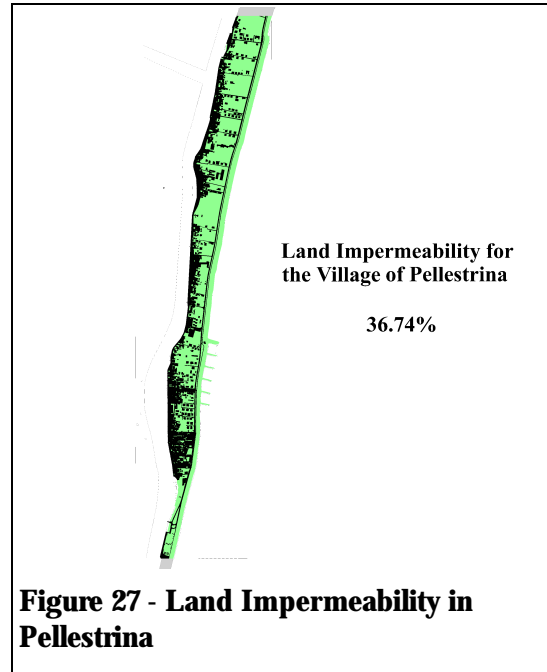 Land Impermeability for
the Village of Pellestrina
36.74%
Figure 27 - Land Impermeability in
Pellestrina